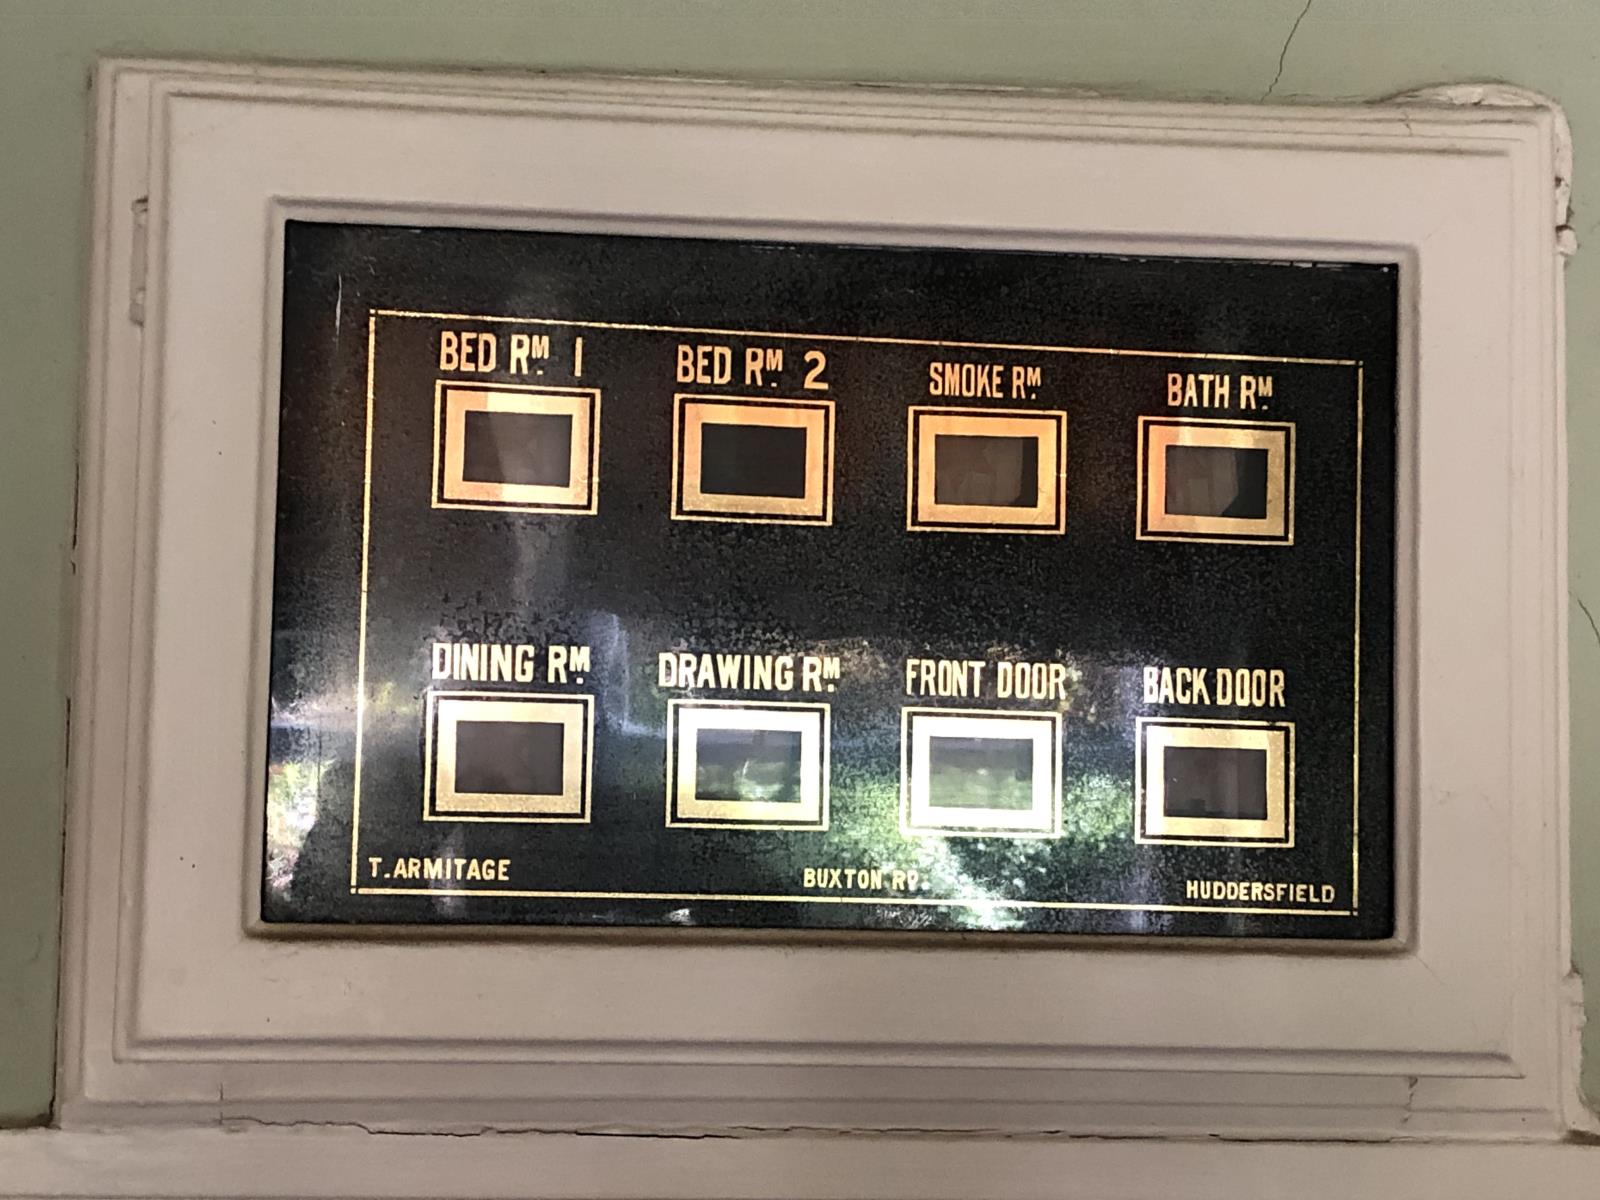 BED RM. 1
BED RM. 2
SMOKE RM.
BATH RM.
DINING RM.
DRAWING RM.
FRONT DOOR
BACK DOOR
T. ARMITAGE
BUXTON RD.
HUDDERSFIELD